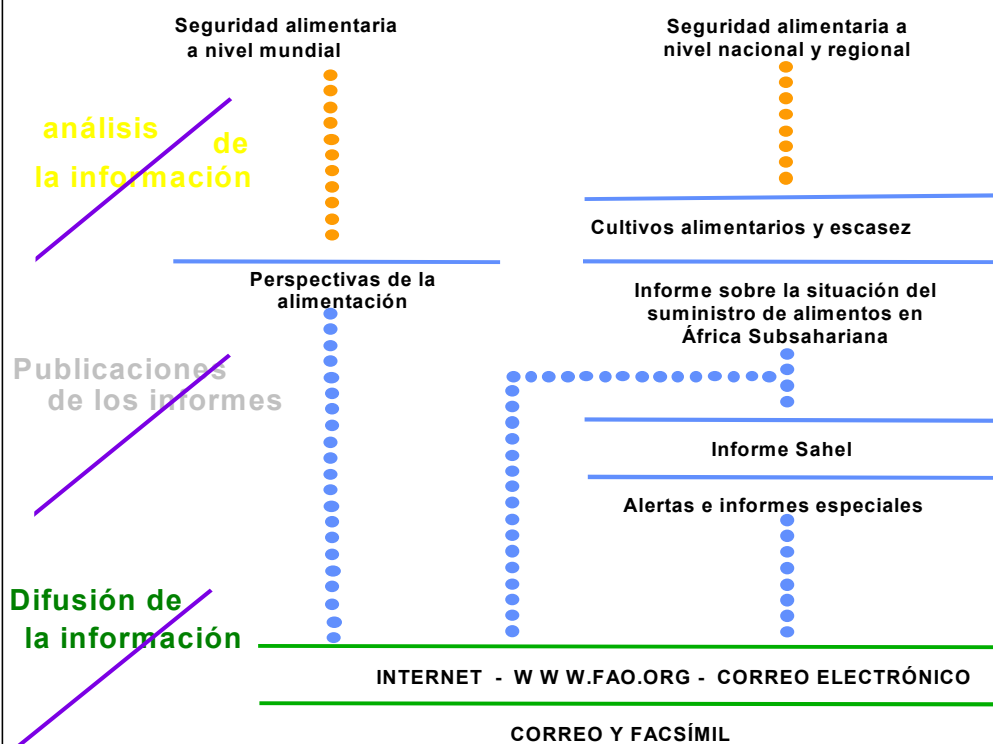 Seguridad alimentaria
a nivel mundial
Seguridad alimentaria a
nivel nacional y regional
análisis de
la información
Cultivos alimentarios y escasez
Perspectivas de la
alimentación
Informe sobre la situación del
suministro de alimentos en
África Subsahariana
Publicaciones
de los informes
Informe Sahel
Alertas e informes especiales
Difusión de
la información
INTERNET - W W W.FAO.ORG - CORREO ELECTRÓNICO
CORREO Y FACSÍMIL